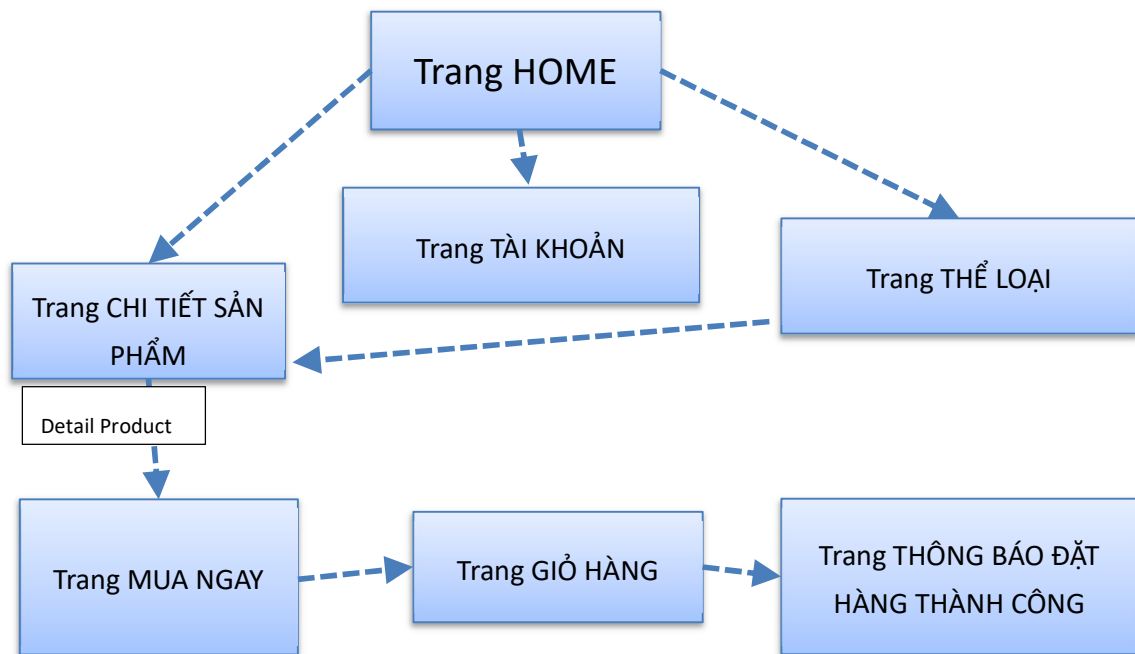 Trang HOME
Trang TÀI KHOẢN
Trang THỂ LOẠI
Trang CHI TIẾT SẢN
PHẨM
Detail Product
Trang MUA NGAY
Trang GIỎ HÀNG
Trang THÔNG BÁO ĐẶT
HÀNG THÀNH CÔNG